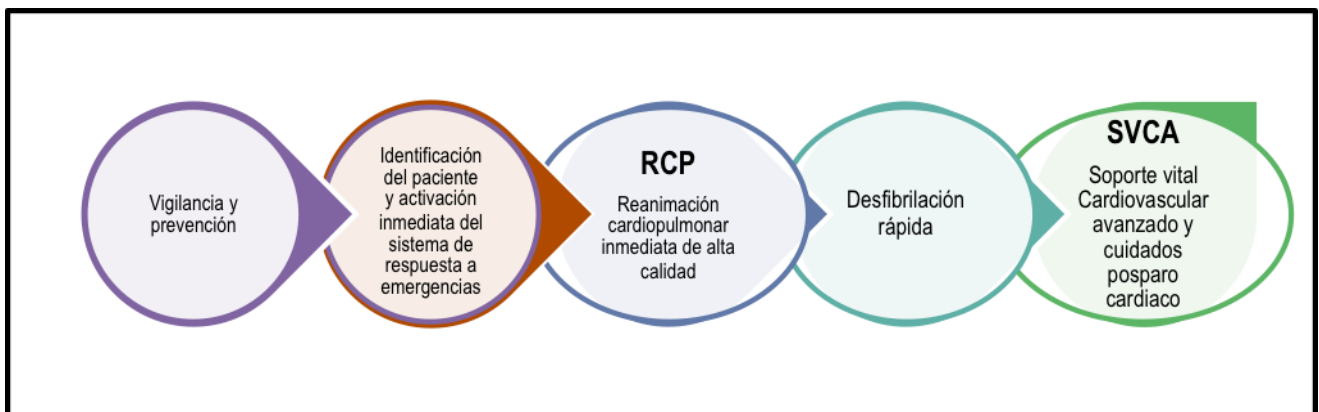 Vigilancia y
prevención
Identificación
del paciente
y activación
inmediata del
sistema de
respuesta a
emergencias
RCP
Reanimación
cardiopulmonar
inmediata de alta
calidad
Desfibrilación
rápida
SVCA
Soporte vital
Cardiovascular
avanzado y
cuidados
posparo
cardiaco